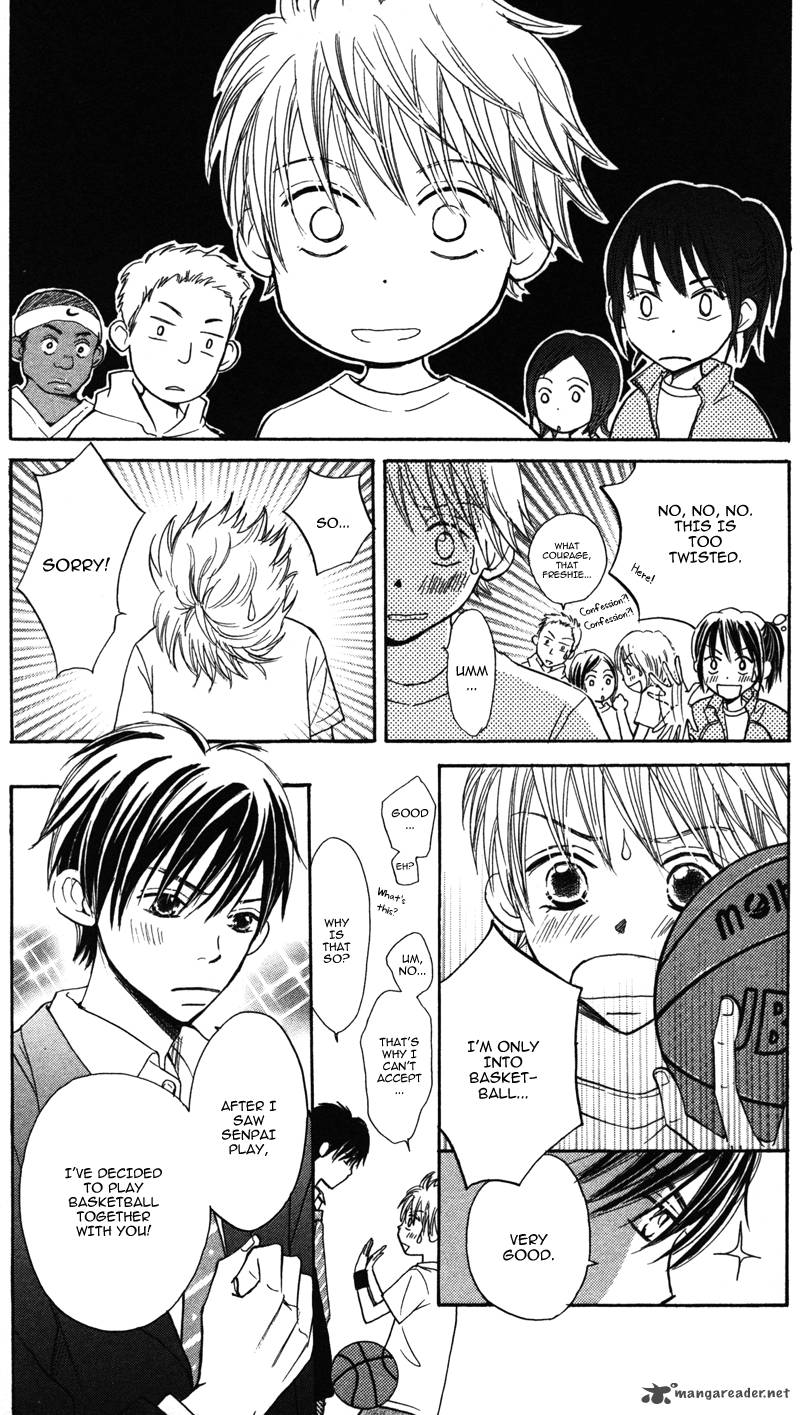 NO, NO, NO.
THIS IS
TOO
TWISTED.
Here!
Confession?!
Confession?!
WHAT
COURAGE,
THAT
FRESHIE...
UMM
...
SO...
SORRY!
I'M ONLY
INTO
BASKET-
BALL...
VERY
GOOD.
GOOD
...
EH?
What's
this?
UM,
NO...
THAT'S
WHY I
CAN'T
ACCEPT
...
WHY
IS
THAT
SO?
AFTER I
SAW
SENPAI
PLAY,
I'VE DECIDED
TO PLAY
BASKETBALL
TOGETHER
WITH YOU!
mangareader.net